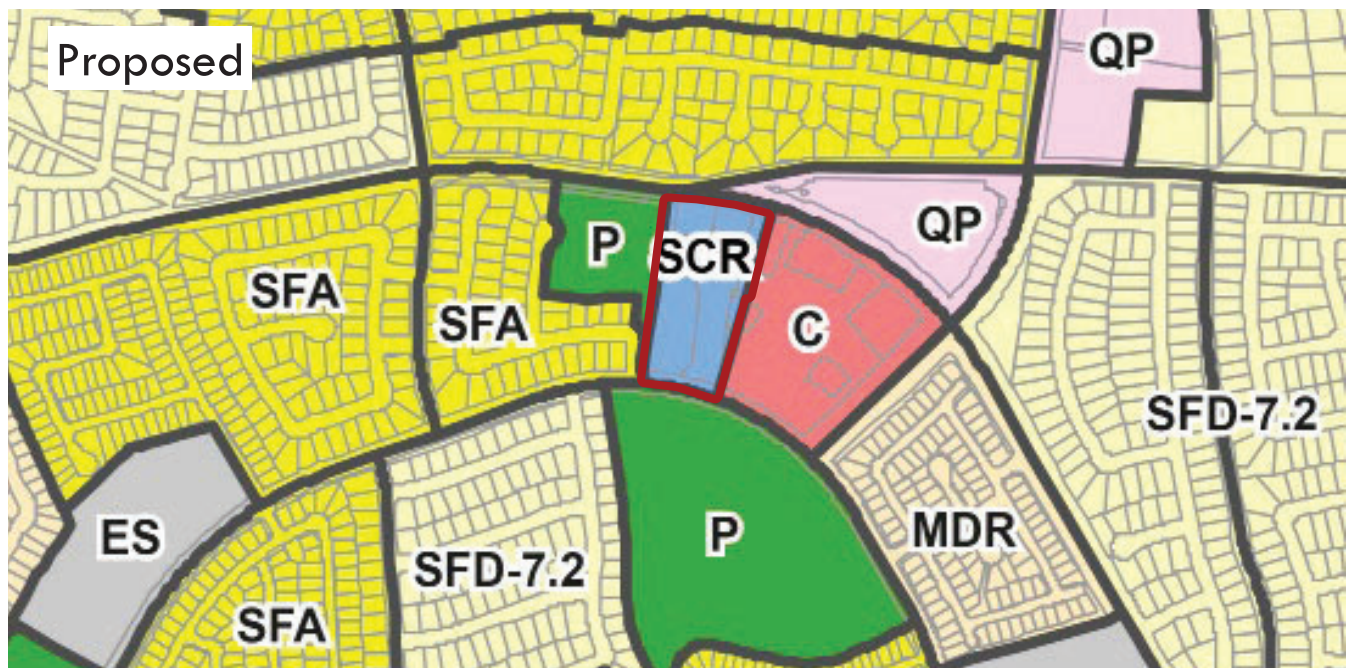 Proposed
QP
P
SCR
QP
SFA
SFA
C
SFD-7.2
ES
P
MDR
SFD-7.2
SFA